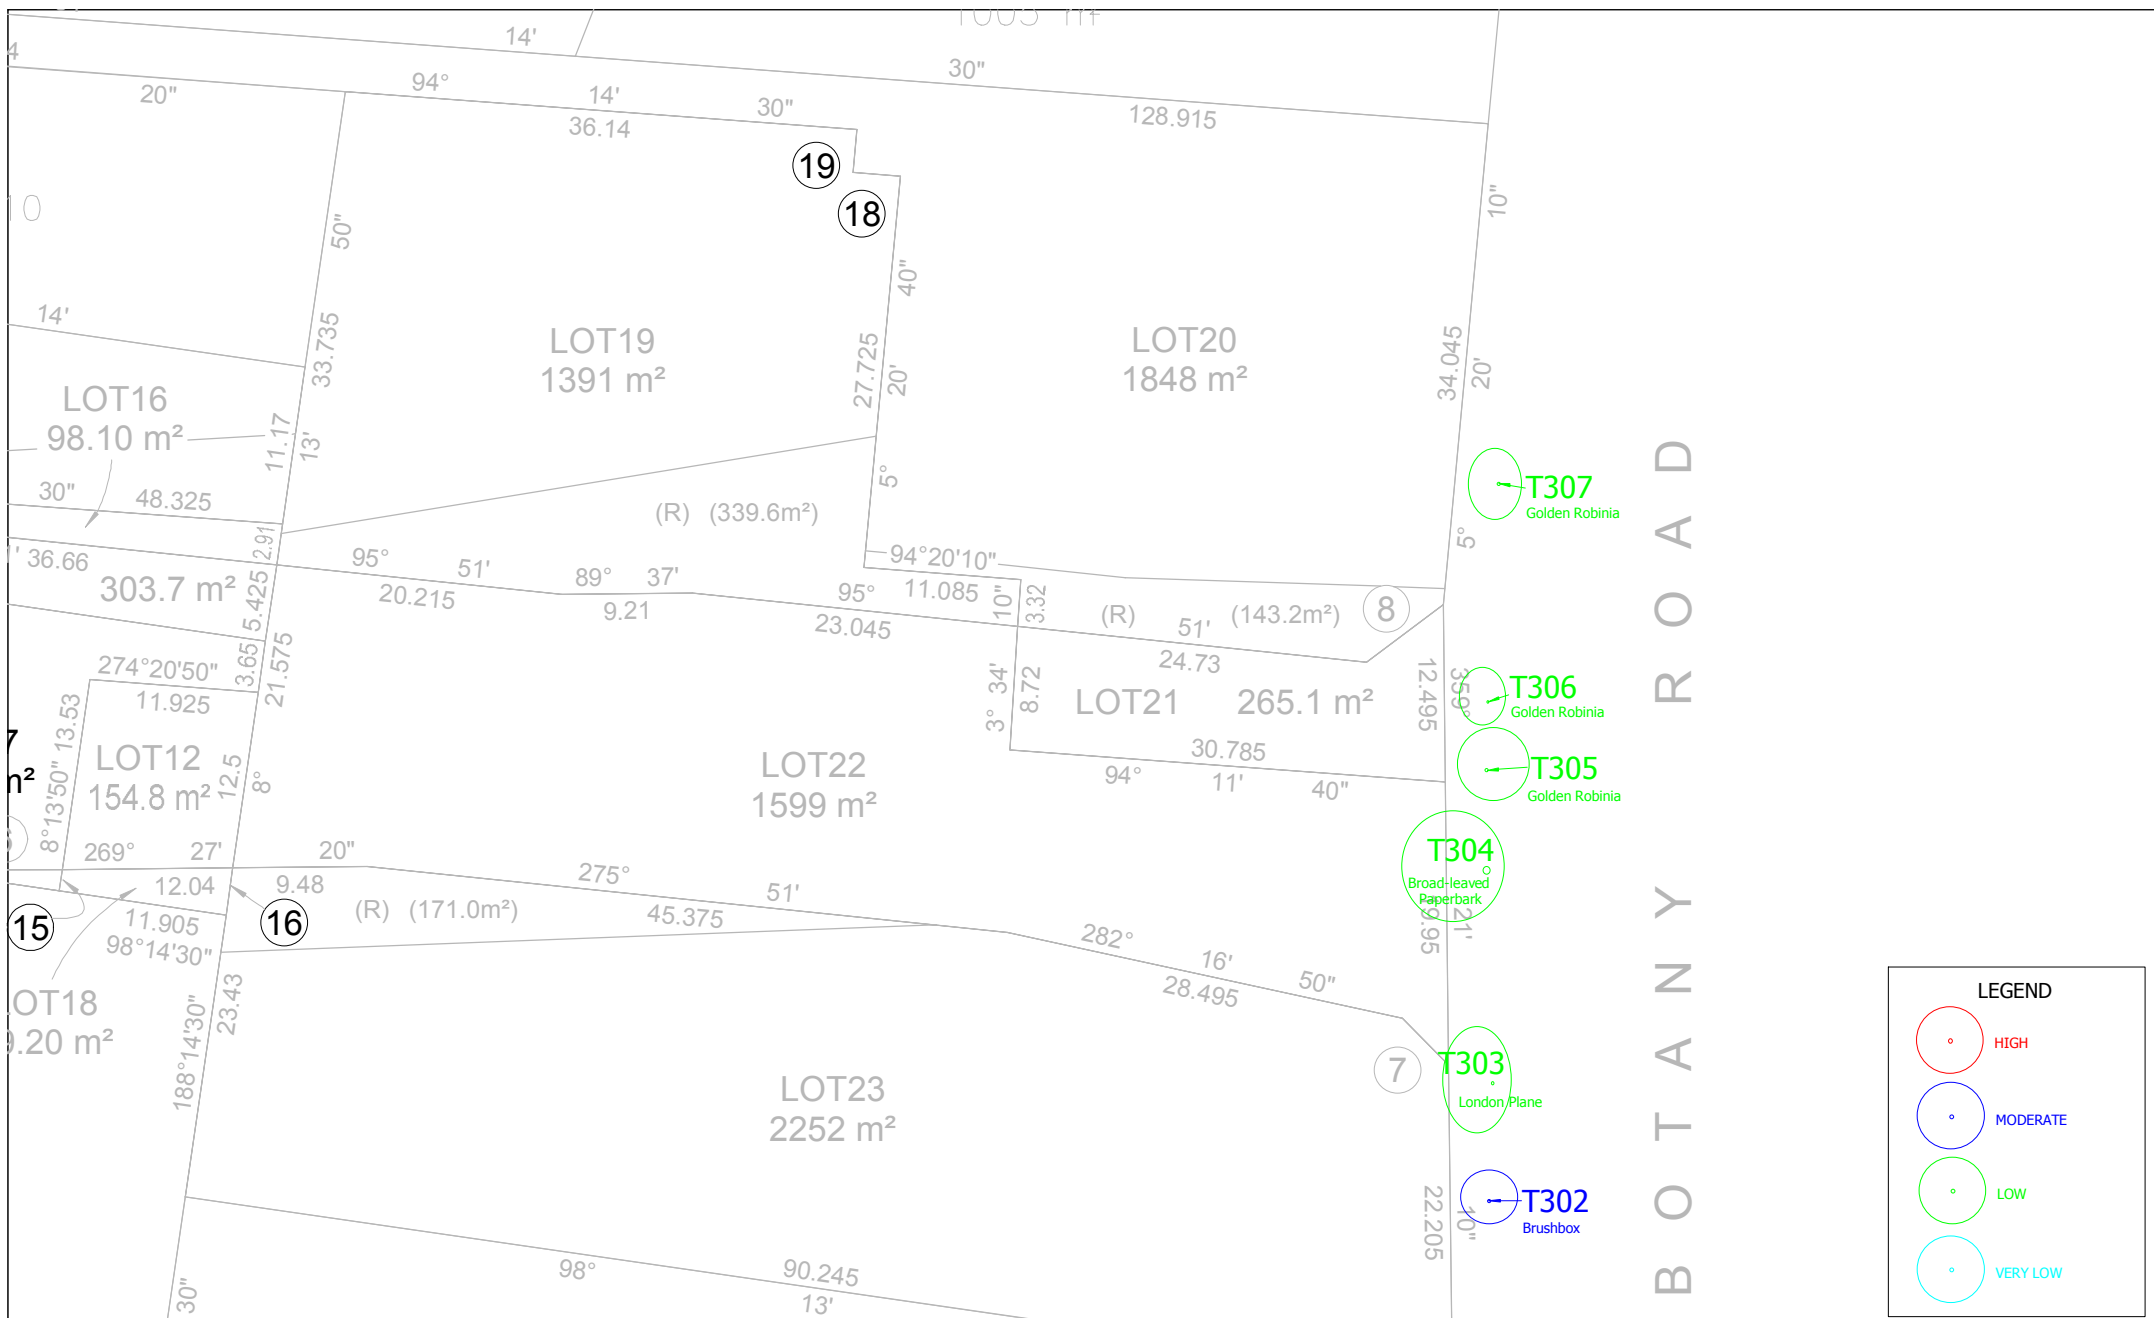 14'
30"
128.915
20"
94°
14'
30"
36.14
19
18
50"
33.735
14'
LOT19
1391 m²
LOT20
1848 m²
40"
27.725
20'
5°
10"
34.045
20'
5°
LOT16
98.10 m²
11.17
13'
30"
48.325
2.91
36.66
303.7 m²
5.425
(R) (339.6m²)
95°
51'
20.215
89° 37'
9.21
95°
23.045
94°20'10"
11.085
10"
3.32
(R)
51'
(143.2m²)
8
24.73
T307
Golden Robinia
274°20'50"
11.925
3.65
21.575
3° 34'
8.72
LOT21
265.1 m²
12.495
359°
30.785
94°
11'
40"
T306
Golden Robinia
T305
Golden Robinia
8°13'50"
13.53
LOT12
154.8 m²
12.5
8°
LOT22
1599 m²
T304
Broad-leaved
Paperbark
21'
269°
27'
20"
12.04
9.48
15
16
11.905
98°14'30"
(R) (171.0m²)
275°
51'
45.375
282°
16'
50"
28.495
188°14'30"
23.43
LOT23
2252 m²
7
T303
London Plane
T302
Brushbox
22.205
10"
30"
98°
90.245
13'
BOTANY ROAD
LEGEND
HIGH
MODERATE
LOW
VERY LOW